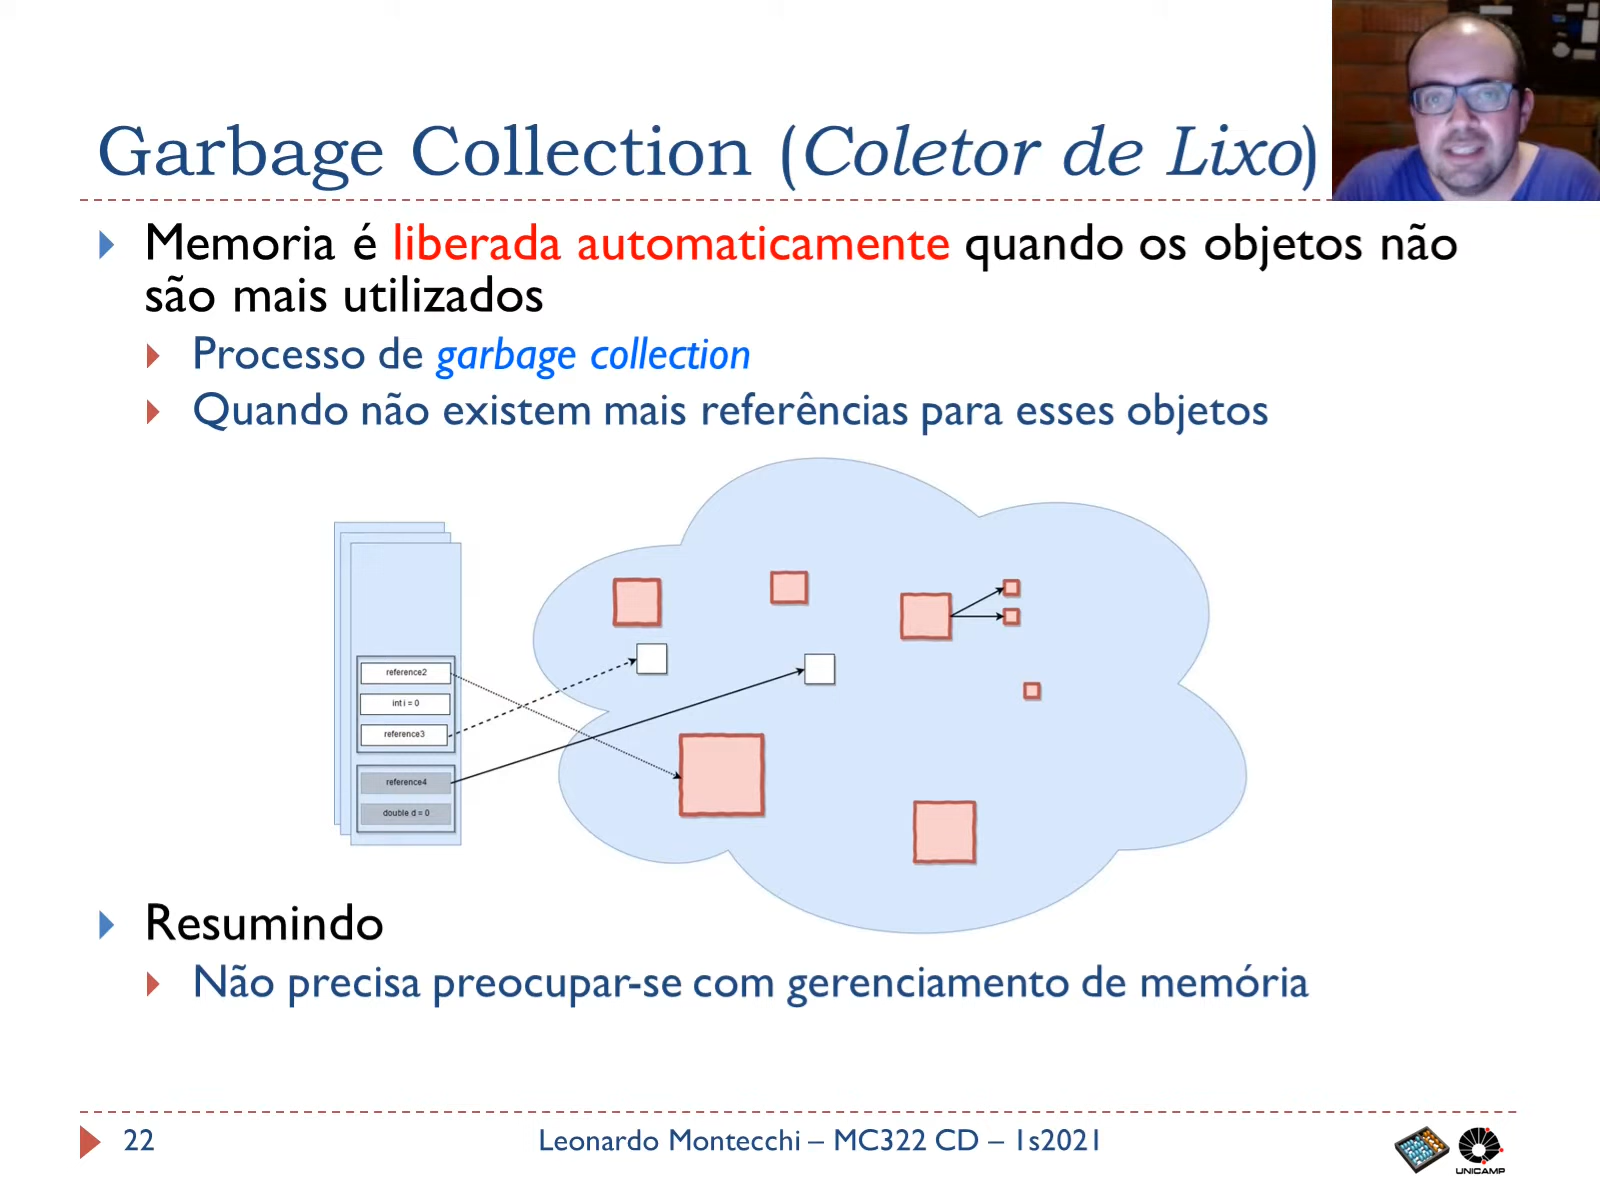 Garbage Collection (Coletor de Lixo)
Memoria é liberada automaticamente quando os objetos não
são mais utilizados
Processo de garbage collection
Quando não existem mais referências para esses objetos
reference2
int i = 0
reference3
reference4
double d = 0
Resumindo
Não precisa preocupar-se com gerenciamento de memória
22
Leonardo Montecchi – MC322 CD – 1s2021
UNICAMP